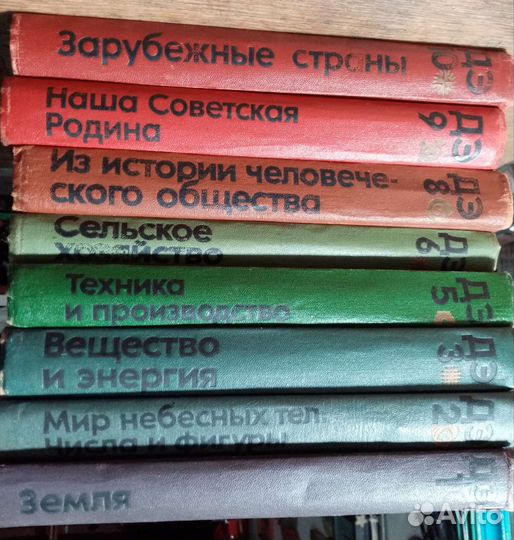 Зарубежные страны
ДЭ
10
Наша Советская
Родина
ДЭ
9
Из истории человече-
ского общества
ДЭ
8
Сельское
хозяйство
ДЭ
6
Техника
и производство
ДЭ
5
Вещество
и энергия
ДЭ
3
Мир небесных тел.
Числа и фигуры
ДЭ
2
Земля
ДЭ
1
Avito